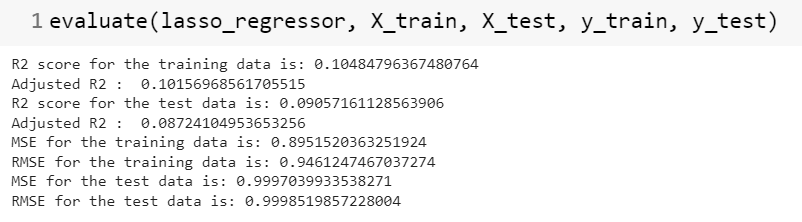 1 evaluate(lasso_regressor, X_train, X_test, y_train, y_test)
R2 score for the training data is: 0.10484796367480764
Adjusted R2 :  0.10156968561705515
R2 score for the test data is: 0.09057161128563906
Adjusted R2 :  0.08724104953653256
MSE for the training data is: 0.8951520363251924
RMSE for the training data is: 0.9461247467037274
MSE for the test data is: 0.9997039933538271
RMSE for the test data is: 0.9998519857228004